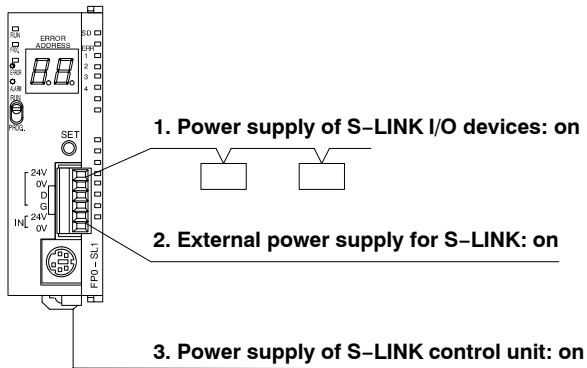 RUN
PROG.
ERROR
ALARM
ERROR
ADDRESS
SD
ERR
1
2
3
4
RUN
PROG.
SET
1. Power supply of S–LINK I/O devices: on
24V
0V
D
G
IN
24V
0V
2. External power supply for S–LINK: on
FP0 – SL1
3. Power supply of S–LINK control unit: on